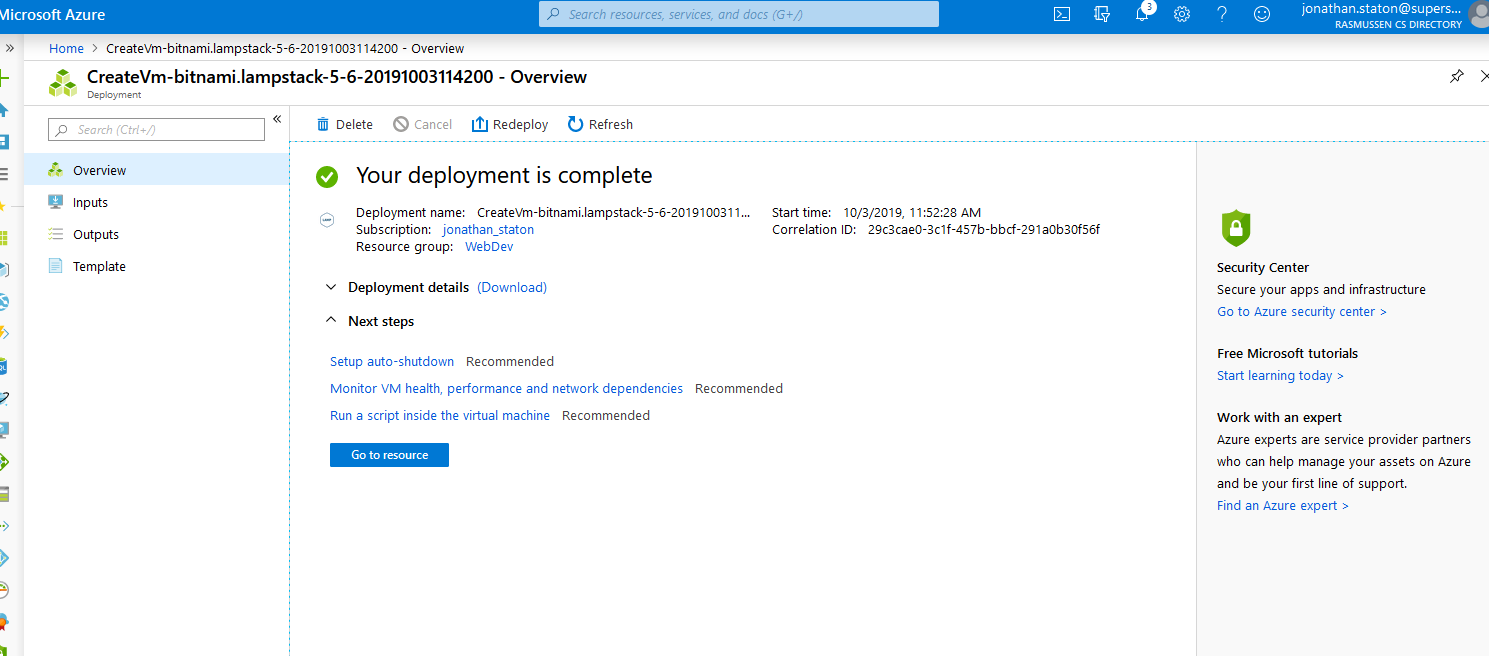 Microsoft Azure
Search resources, services, and docs (G+/)
3
jonathan.staton@supers...
RASMUSSEN CS DIRECTORY
Home > CreateVm-bitnami.lampstack-5-6-20191003114200 - Overview
CreateVm-bitnami.lampstack-5-6-20191003114200 - Overview
Deployment
Search (Ctrl+/)
Overview
Inputs
Outputs
Template
Delete Cancel Redeploy Refresh
Your deployment is complete
Deployment name: CreateVm-bitnami.lampstack-5-6-2019100311...
Subscription: jonathan_staton
Resource group: WebDev
Start time: 10/3/2019, 11:52:28 AM
Correlation ID: 29c3cae0-3c1f-457b-bbcf-291a0b30f56f
Deployment details (Download)
Next steps
Setup auto-shutdown Recommended
Monitor VM health, performance and network dependencies Recommended
Run a script inside the virtual machine Recommended
Go to resource
Security Center
Secure your apps and infrastructure
Go to Azure security center >
Free Microsoft tutorials
Start learning today >
Work with an expert
Azure experts are service provider partners
who can help manage your assets on Azure
and be your first line of support.
Find an Azure expert >